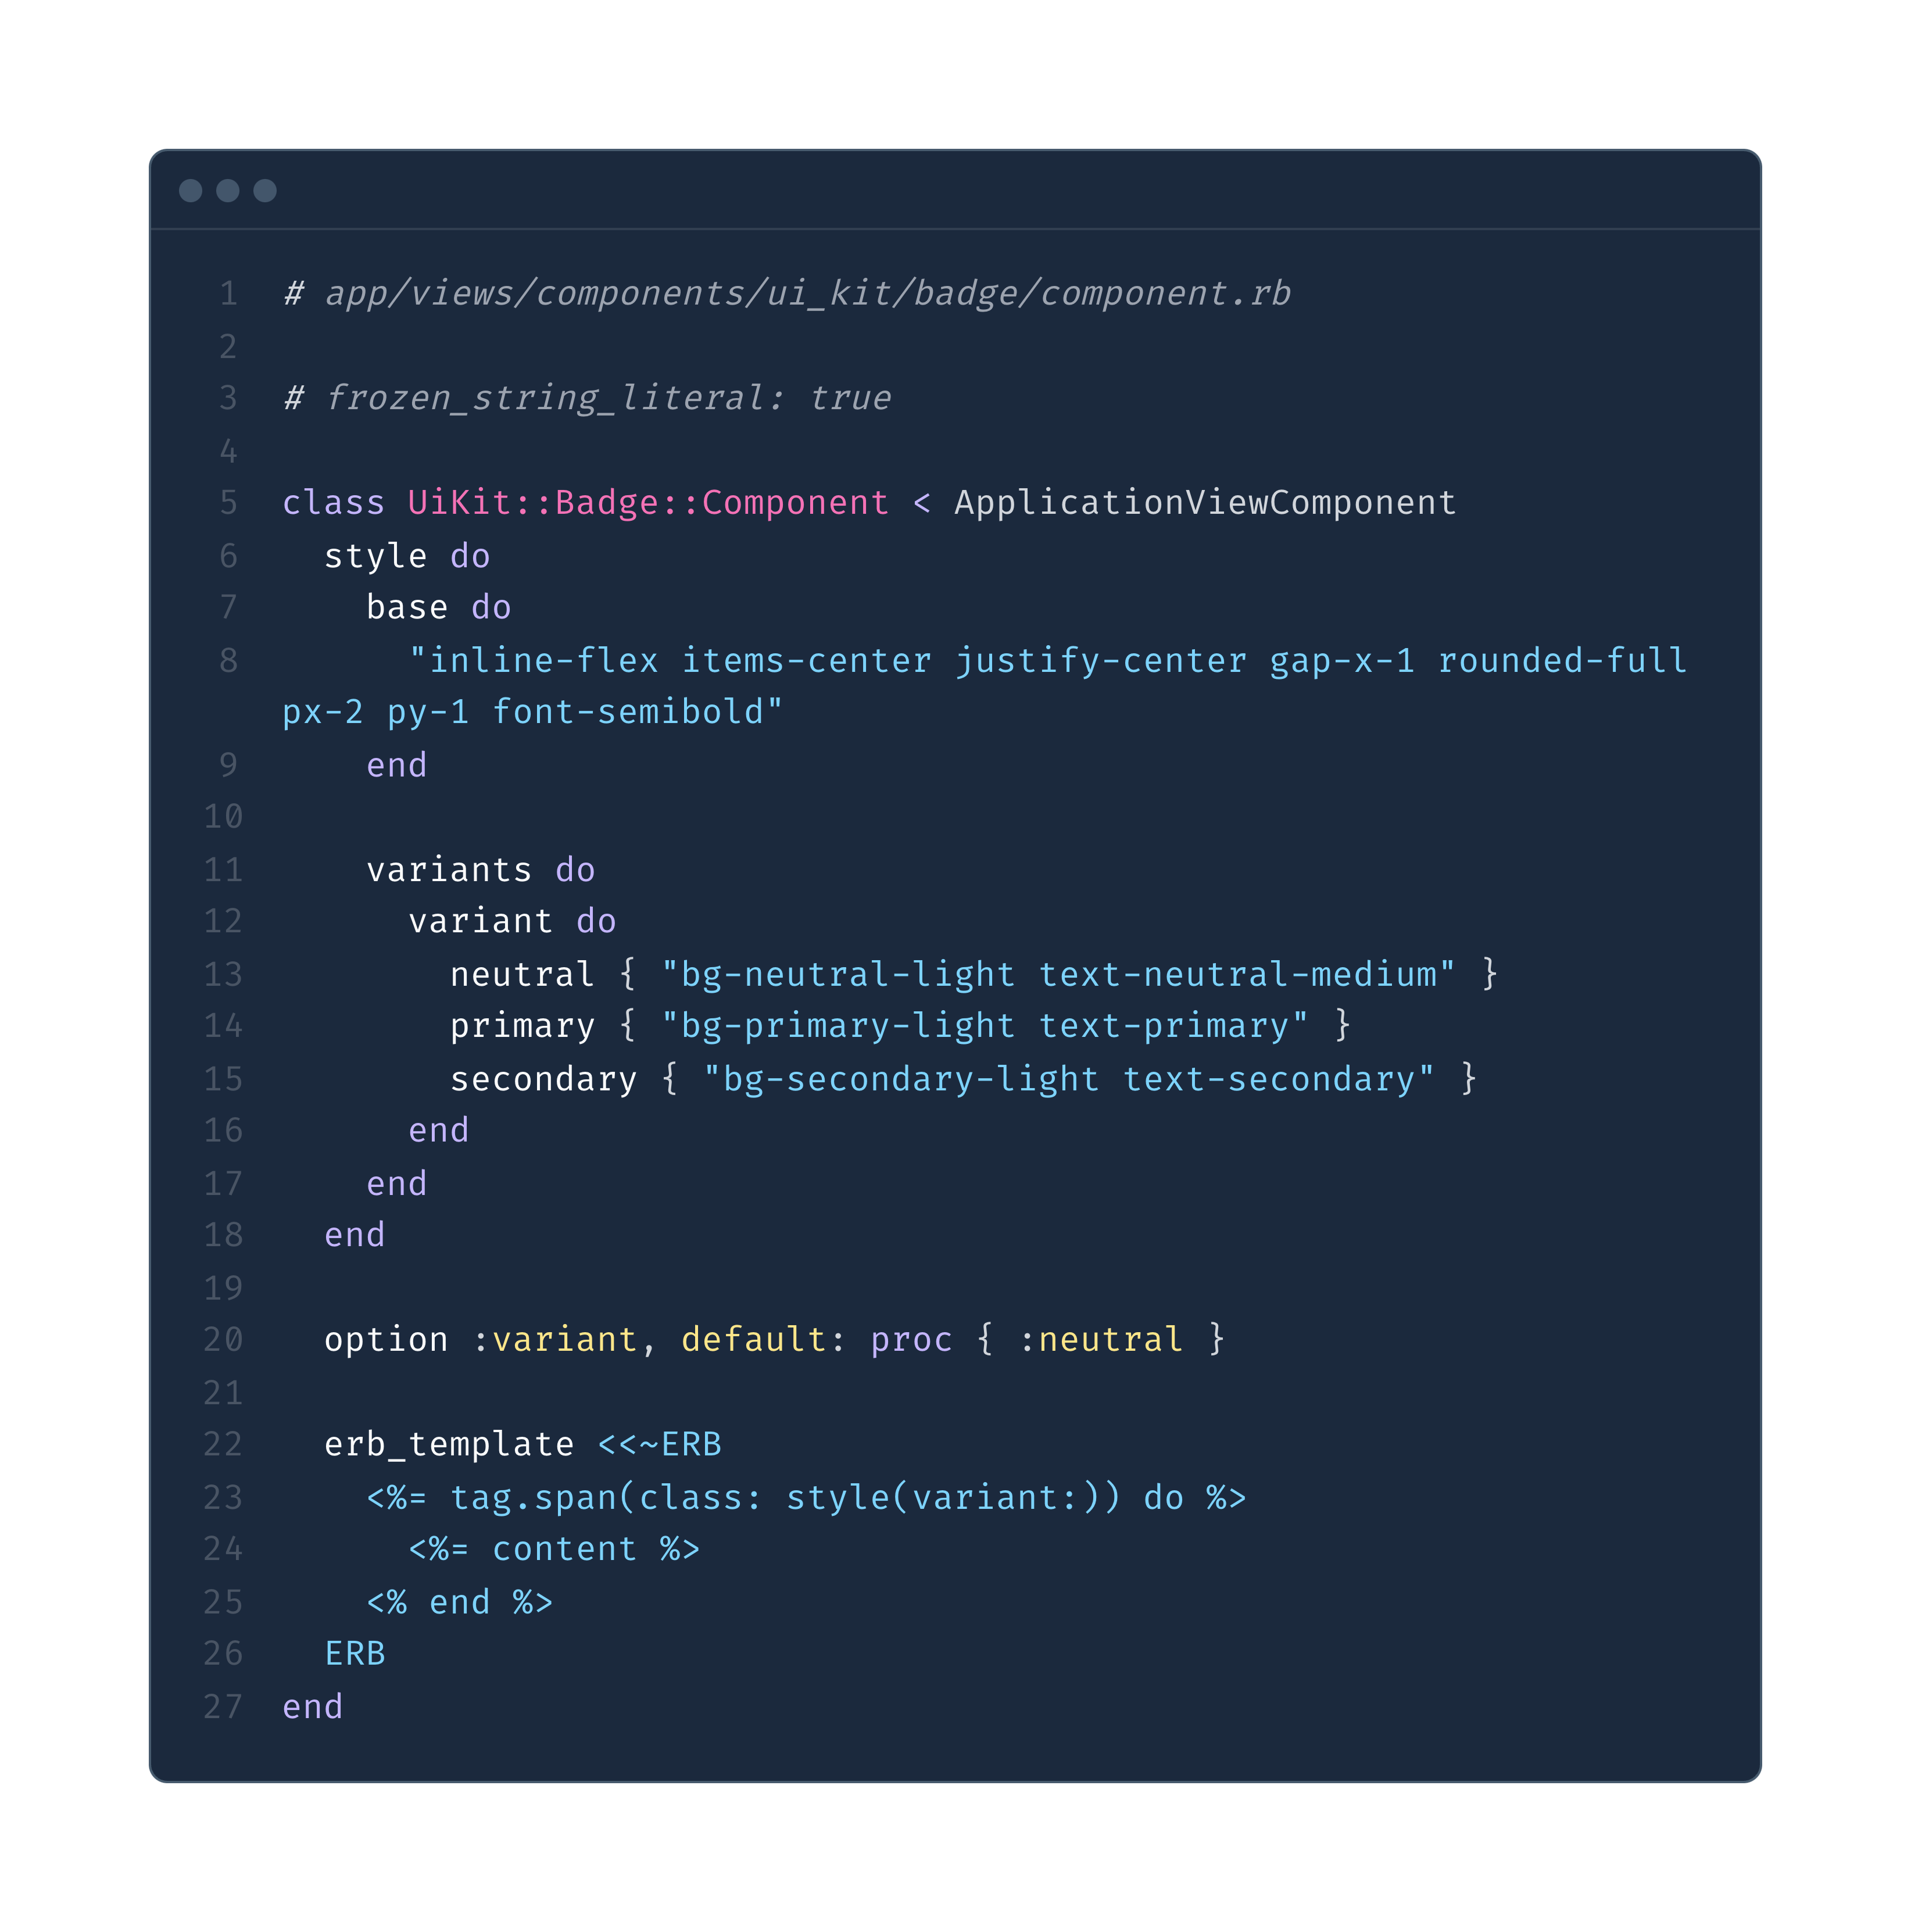 1 # app/views/components/ui_kit/badge/component.rb
2
3 # frozen_string_literal: true
4
5 class UiKit::Badge::Component < ApplicationViewComponent
6   style do
7     base do
8       "inline-flex items-center justify-center gap-x-1 rounded-full
px-2 py-1 font-semibold"
9     end
10
11     variants do
12       variant do
13         neutral { "bg-neutral-light text-neutral-medium" }
14         primary { "bg-primary-light text-primary" }
15         secondary { "bg-secondary-light text-secondary" }
16       end
17     end
18   end
19
20   option :variant, default: proc { :neutral }
21
22   erb_template <<~ERB
23     <%= tag.span(class: style(variant:)) do %>
24       <%= content %>
25     <% end %>
26   ERB
27 end